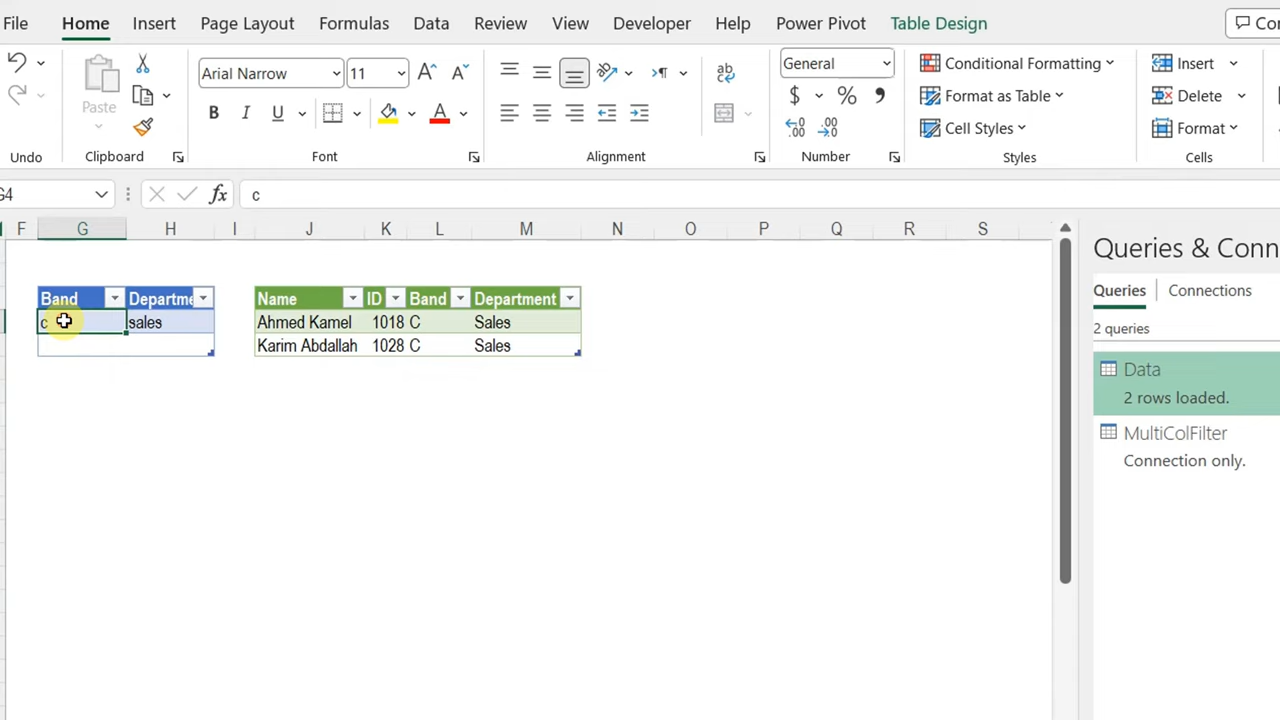 File Home Insert Page Layout Formulas Data Review View Developer Help Power Pivot Table Design
Arial Narrow 11 General Conditional Formatting Insert
Paste Format as Table Delete
B I U A $ % Cell Styles Format
Undo Clipboard Font Alignment Number Styles Cells
G4 fx c
F G H I J K L M N O P Q R S
Queries & Conn
Queries Connections
2 queries
Band Departme Name ID Band Department
c sales Ahmed Kamel 1018 C Sales
Karim Abdallah 1028 C Sales
Data
2 rows loaded.
MultiColFilter
Connection only.